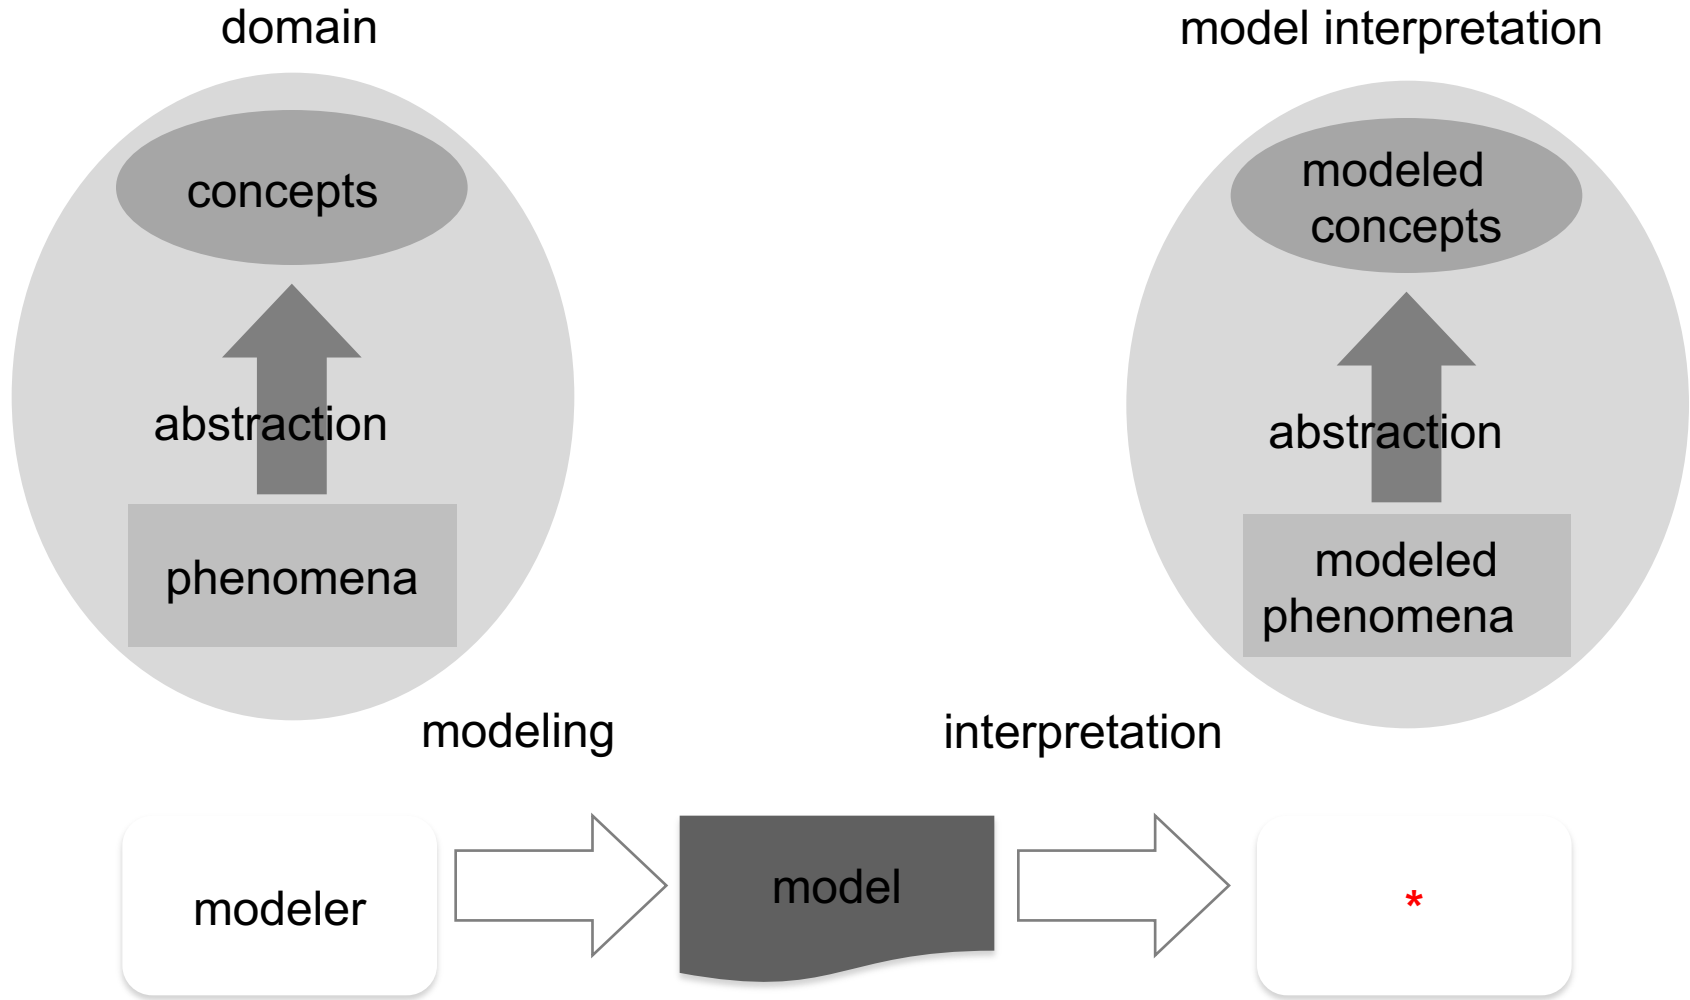 domain
model interpretation
concepts
modeled
concepts
abstraction
abstraction
phenomena
modeled
phenomena
modeling
interpretation
modeler
model
*